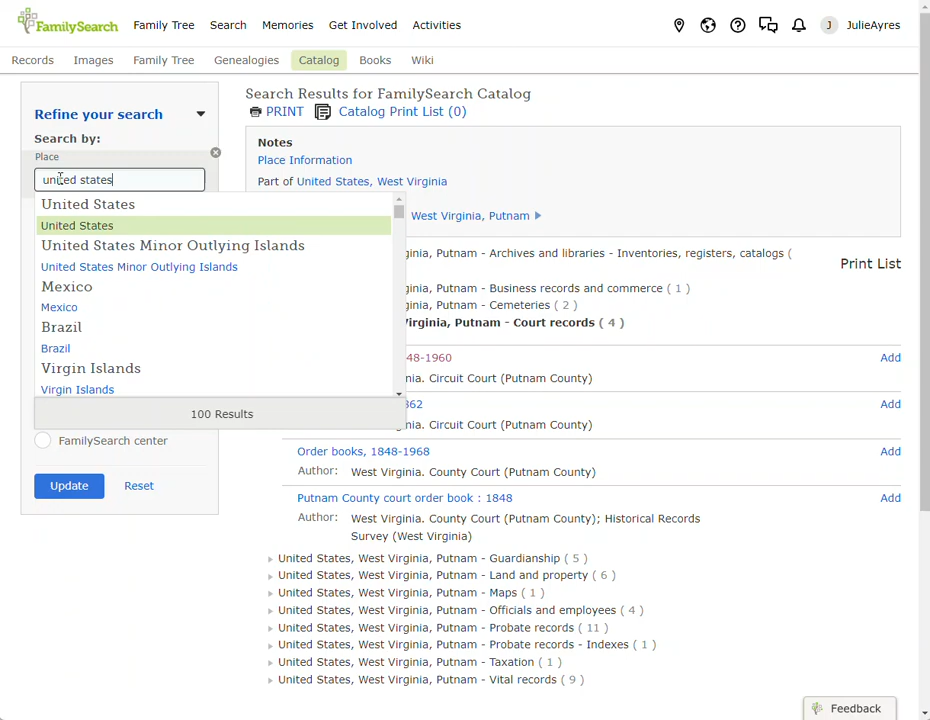 FamilySearch
Family Tree
Search
Memories
Get Involved
Activities
J
JulieAyres
Records
Images
Family Tree
Genealogies
Catalog
Books
Wiki
Refine your search
Search by:
Place
united states
United States
United States
United States Minor Outlying Islands
United States Minor Outlying Islands
Mexico
Mexico
Brazil
Brazil
Virgin Islands
Virgin Islands
100 Results
FamilySearch center
Update
Reset
Search Results for FamilySearch Catalog
PRINT
Catalog Print List (0)
Notes
Place Information
Part of United States, West Virginia
West Virginia, Putnam
ginia, Putnam - Archives and libraries - Inventories, registers, catalogs (
Print List
ginia, Putnam - Business records and commerce ( 1 )
ginia, Putnam - Cemeteries ( 2 )
Virginia, Putnam - Court records ( 4 )
48-1960
Add
inia. Circuit Court (Putnam County)
862
Add
inia. Circuit Court (Putnam County)
Order books, 1848-1968
Add
Author: West Virginia. County Court (Putnam County)
Putnam County court order book : 1848
Add
Author: West Virginia. County Court (Putnam County); Historical Records
Survey (West Virginia)
United States, West Virginia, Putnam - Guardianship ( 5 )
United States, West Virginia, Putnam - Land and property ( 6 )
United States, West Virginia, Putnam - Maps ( 1 )
United States, West Virginia, Putnam - Officials and employees ( 4 )
United States, West Virginia, Putnam - Probate records ( 11 )
United States, West Virginia, Putnam - Probate records - Indexes ( 1 )
United States, West Virginia, Putnam - Taxation ( 1 )
United States, West Virginia, Putnam - Vital records ( 9 )
Feedback